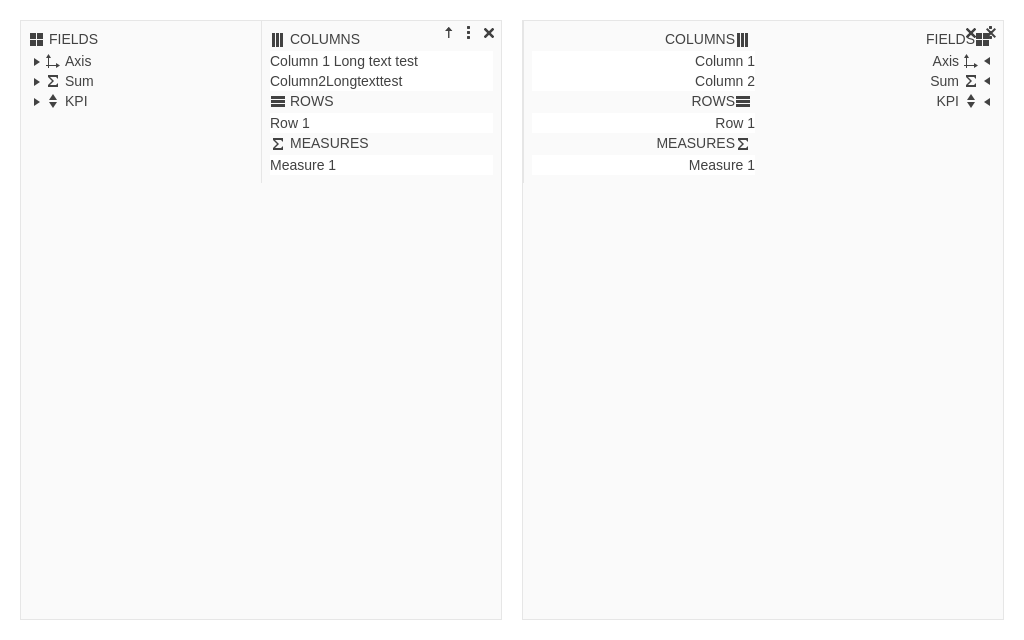 FIELDS
Axis
Sum
KPI
COLUMNS
Column 1 Long text test
Column2Longtexttest
ROWS
Row 1
MEASURES
Measure 1
COLUMNS
Column 1
Column 2
ROWS
Row 1
MEASURES
Measure 1
FIELDS
Axis
Sum
KPI